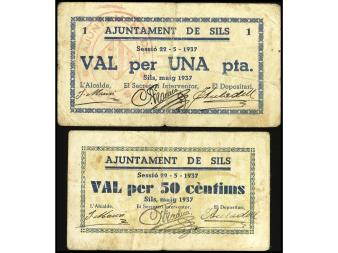 1 AJUNTAMENT DE SILS 1
Sessió 22 - 5 - 1937
VAL per UNA pta.
Sils, maig 1937
L'Alcalde, El Secretari Interventor, El Depositari,
AJUNTAMENT DE SILS
Sessió 22 - 5 - 1937
VAL per 50 cèntims
Sils, maig 1937
L'Alcalde, El Secretari Interventor, El Depositari,